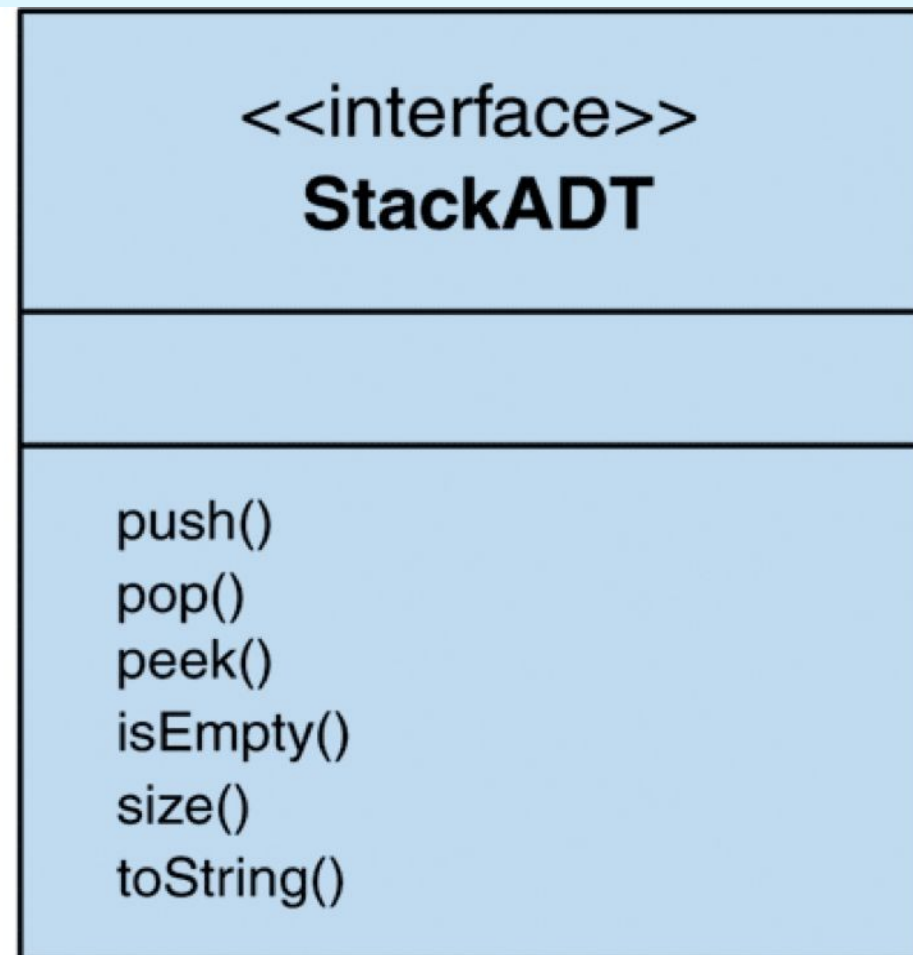 <<interface>>
StackADT
push()
pop()
peek()
isEmpty()
size()
toString()